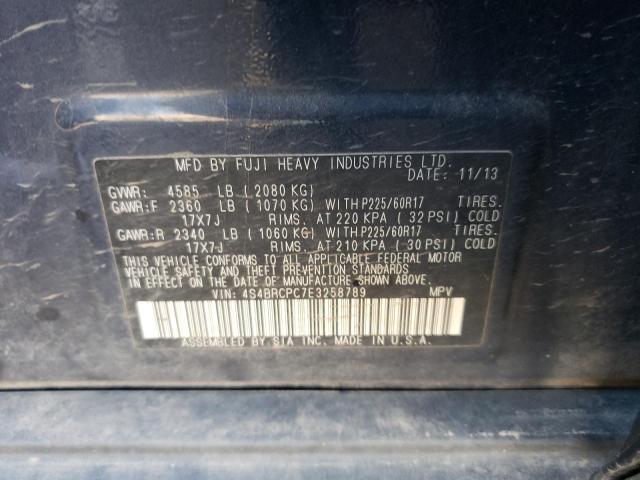 MFD BY FUJI HEAVY INDUSTRIES LTD.
DATE: 11/13
GVWR: 4585 LB (2080 KG)
GAWR:F 2360 LB (1070 KG) WITH P225/60R17 TIRES.
17X7J RIMS. AT 220 KPA (32 PSI) COLD
GAWR:R 2340 LB (1060 KG) WITH P225/60R17 TIRES.
17X7J RIMS. AT 210 KPA (30 PSI) COLD
THIS VEHICLE CONFORMS TO ALL APPLICABLE FEDERAL MOTOR
VEHICLE SAFETY AND THEFT PREVENTION STANDARDS
IN EFFECT ON THE DATE OF MANUFACTURE SHOWN ABOVE.
VIN: 4S4BRCPC7E3258789 MPV
ASSEMBLED BY SIA INC. MADE IN U.S.A.